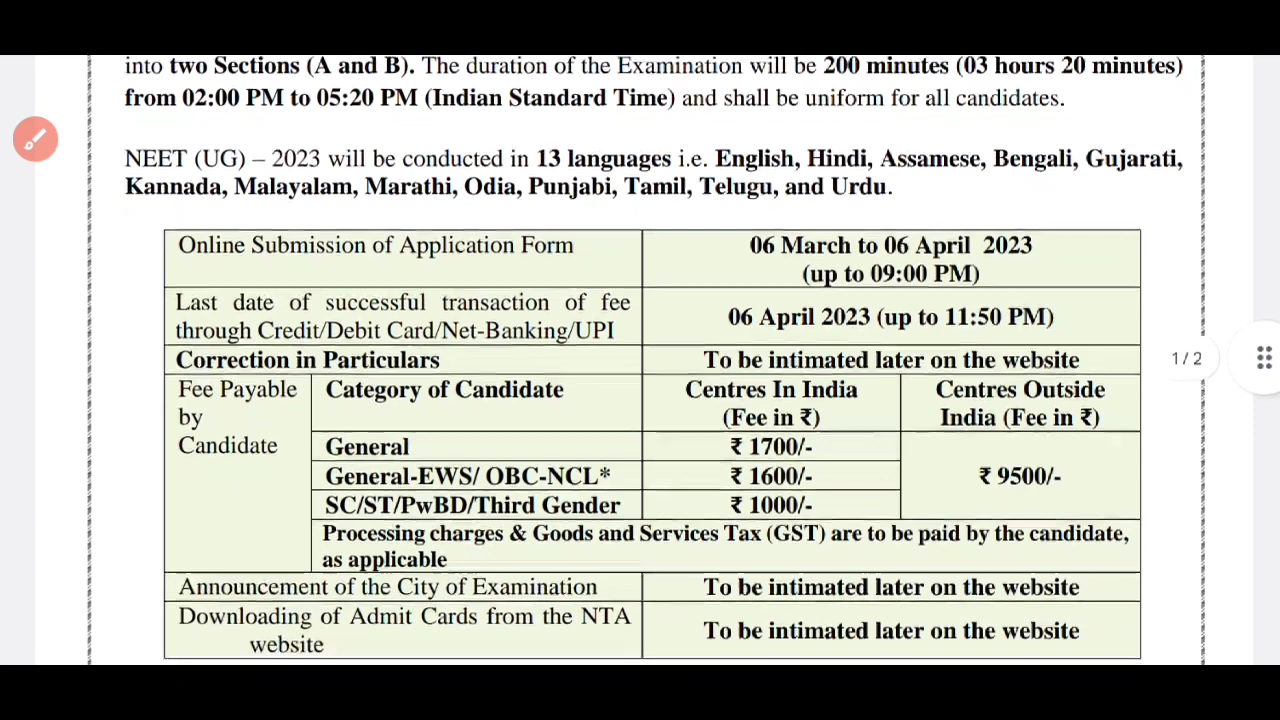 into two Sections (A and B). The duration of the Examination will be 200 minutes (03 hours 20 minutes)
from 02:00 PM to 05:20 PM (Indian Standard Time) and shall be uniform for all candidates.
NEET (UG) – 2023 will be conducted in 13 languages i.e. English, Hindi, Assamese, Bengali, Gujarati,
Kannada, Malayalam, Marathi, Odia, Punjabi, Tamil, Telugu, and Urdu.
Online Submission of Application Form
06 March to 06 April 2023
(up to 09:00 PM)
Last date of successful transaction of fee
through Credit/Debit Card/Net-Banking/UPI
06 April 2023 (up to 11:50 PM)
Correction in Particulars
To be intimated later on the website
1 / 2
Fee Payable
by
Candidate
Category of Candidate
Centres In India
(Fee in ₹)
Centres Outside
India (Fee in ₹)
General
₹ 1700/-
General-EWS/ OBC-NCL*
₹ 1600/-
₹ 9500/-
SC/ST/PwBD/Third Gender
₹ 1000/-
Processing charges & Goods and Services Tax (GST) are to be paid by the candidate,
as applicable
Announcement of the City of Examination
To be intimated later on the website
Downloading of Admit Cards from the NTA
website
To be intimated later on the website